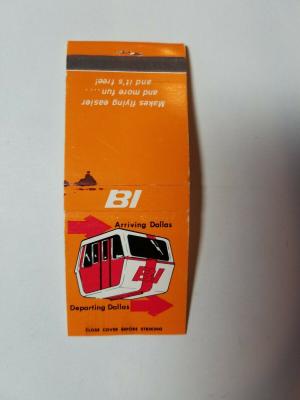 Makes flying easier
and more fun ....
and it's free!
BI
Arriving Dallas
BI
Departing Dallas
CLOSE COVER BEFORE STRIKING